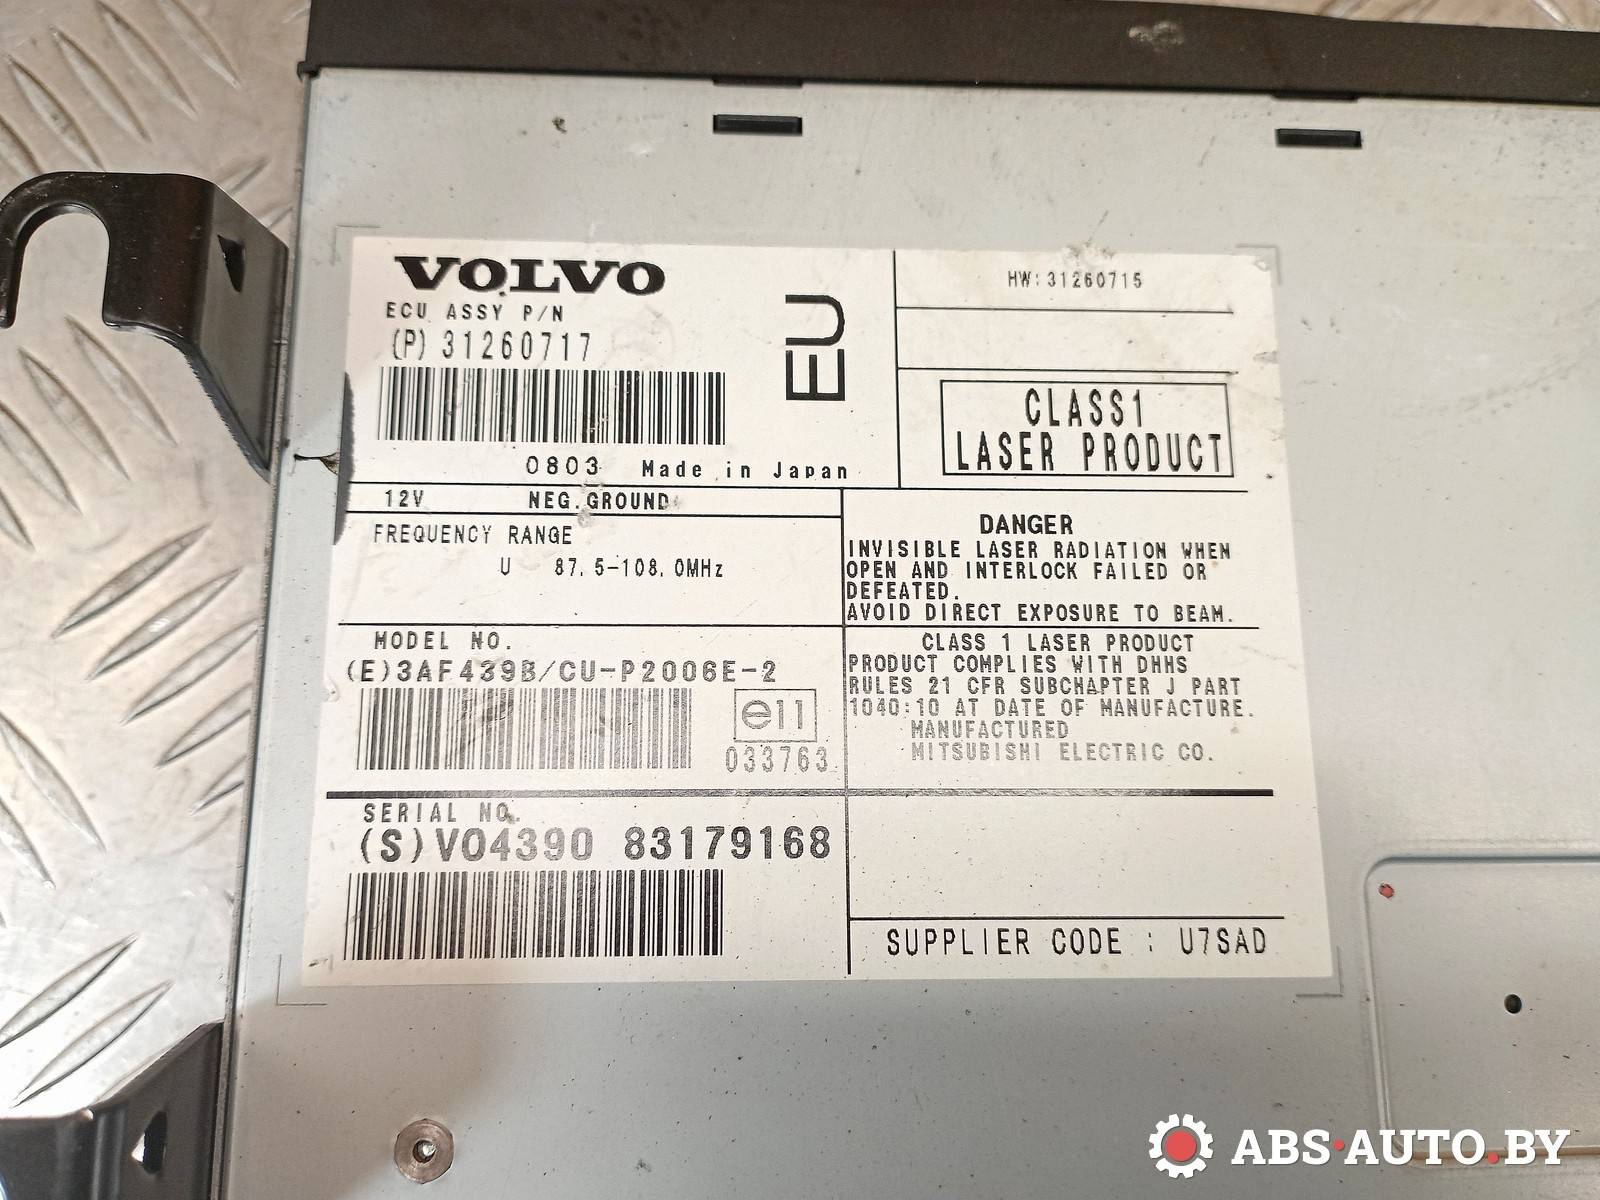 VOLVO
ECU ASSY P/N
(P) 31260717
EU
0803 Made in Japan
HW:31260715
CLASS1
LASER PRODUCT
12V NEG.GROUND
FREQUENCY RANGE
U 87.5-108.0MHz
DANGER
INVISIBLE LASER RADIATION WHEN
OPEN AND INTERLOCK FAILED OR
DEFEATED.
AVOID DIRECT EXPOSURE TO BEAM.
MODEL NO.
(E)3AF439B/CU-P2006E-2
e11
033763
CLASS 1 LASER PRODUCT
PRODUCT COMPLIES WITH DHHS
RULES 21 CFR SUBCHAPTER J PART
1040:10 AT DATE OF MANUFACTURE.
MANUFACTURED
MITSUBISHI ELECTRIC CO.
SERIAL NO.
(S)VO4390 83179168
SUPPLIER CODE : U7SAD
ABS·AUTO.BY